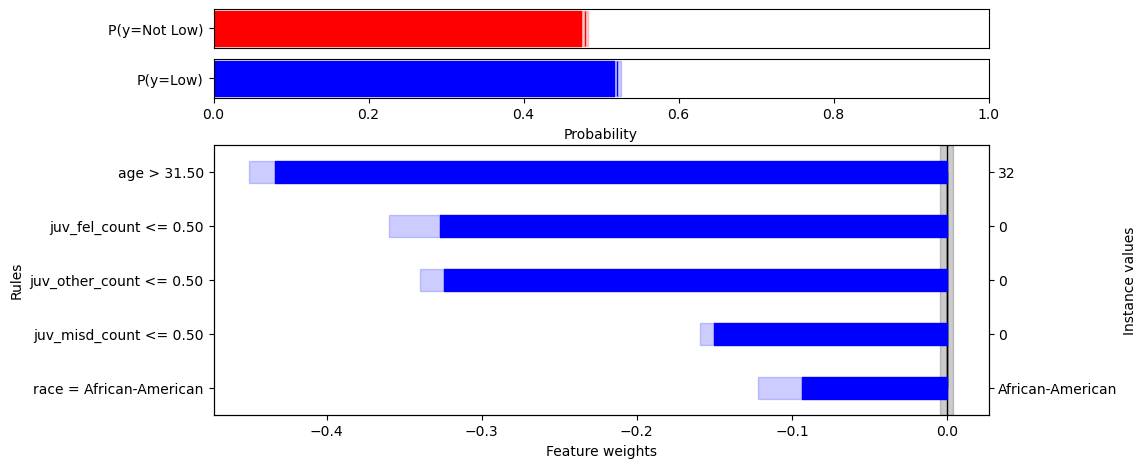 P(y=Not Low)
P(y=Low)
0.0 0.2 0.4 0.6 0.8 1.0
Probability
age > 31.50 32
juv_fel_count <= 0.50 0
juv_other_count <= 0.50 0
juv_misd_count <= 0.50 0
race = African-American African-American
Rules
Instance values
−0.4 −0.3 −0.2 −0.1 0.0
Feature weights